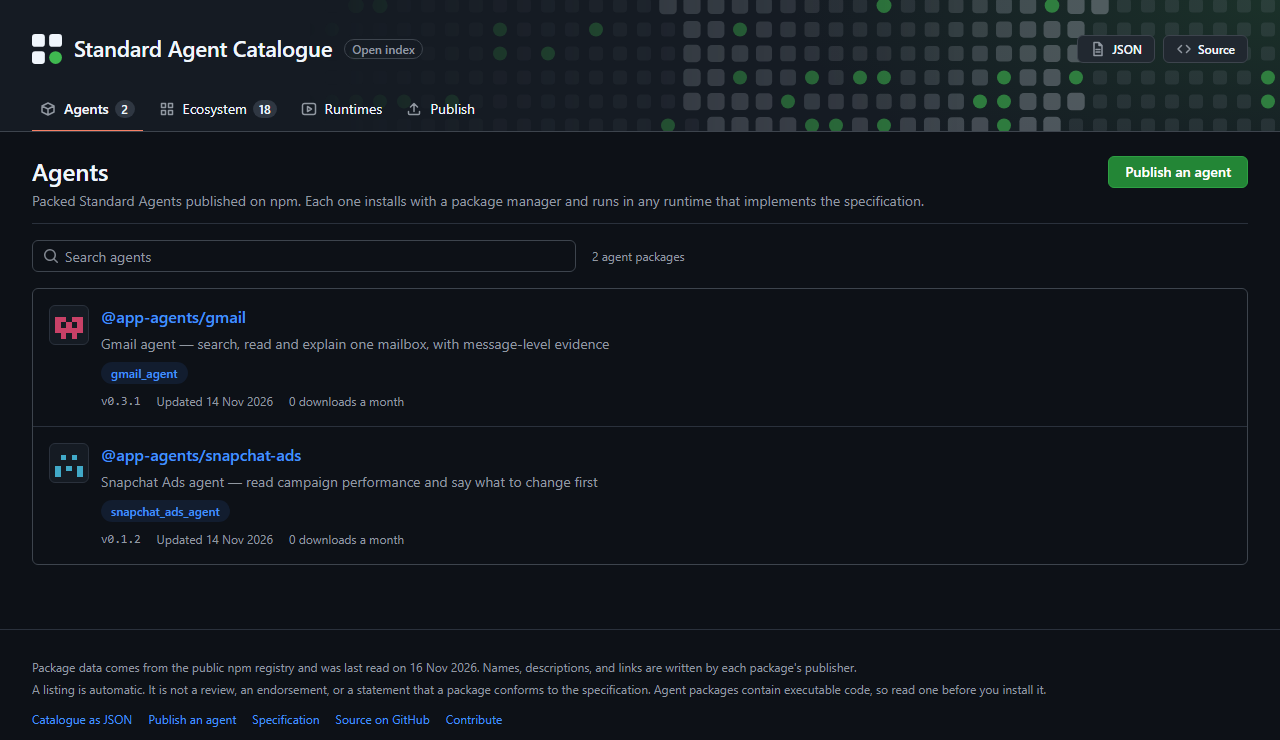 Standard Agent Catalogue
Open index
JSON
Source
Agents 2
Ecosystem 18
Runtimes
Publish
Agents
Publish an agent
Packed Standard Agents published on npm. Each one installs with a package manager and runs in any runtime that implements the specification.
Search agents
2 agent packages
@app-agents/gmail
Gmail agent — search, read and explain one mailbox, with message-level evidence
gmail_agent
v0.3.1 Updated 14 Nov 2026 0 downloads a month
@app-agents/snapchat-ads
Snapchat Ads agent — read campaign performance and say what to change first
snapchat_ads_agent
v0.1.2 Updated 14 Nov 2026 0 downloads a month
Package data comes from the public npm registry and was last read on 16 Nov 2026. Names, descriptions, and links are written by each package's publisher.
A listing is automatic. It is not a review, an endorsement, or a statement that a package conforms to the specification. Agent packages contain executable code, so read one before you install it.
Catalogue as JSON Publish an agent Specification Source on GitHub Contribute